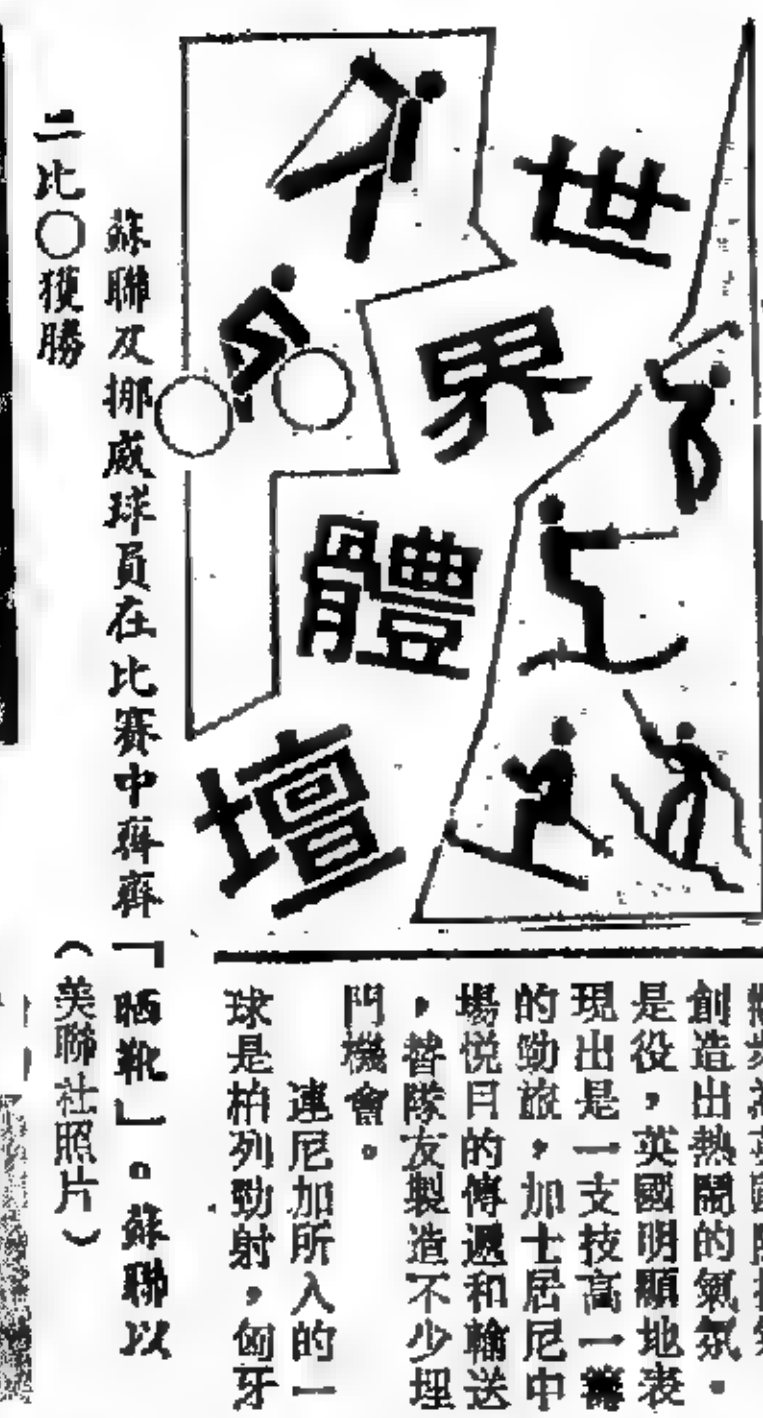 世界體壇
創造出熱鬧的氣氛。
是役,英國明顯地表
現出是一支技高一籌
的勁旅,加士居尼中
場悦目的傳遞和輸送
,替隊友製造不少埋
門機會。
連尼加所入的一
球是柏列勁射,匈牙
蘇聯及挪威球員在比賽中齊齊「晒靴」。蘇聯以
二比〇獲勝
(美聯社照片)